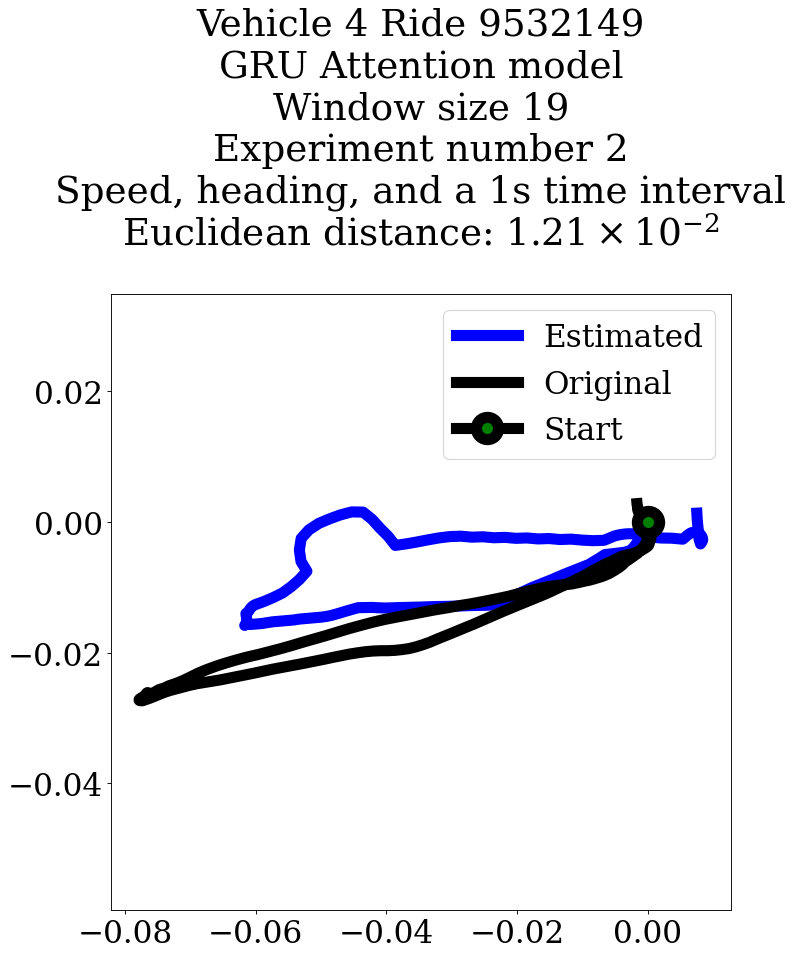 Vehicle 4 Ride 9532149
GRU Attention model
Window size 19
Experiment number 2
Speed, heading, and a 1s time interval
Euclidean distance: 1.21 × 10⁻²
Estimated
Original
Start
0.02
0.00
−0.02
−0.04
−0.08 −0.06 −0.04 −0.02 0.00